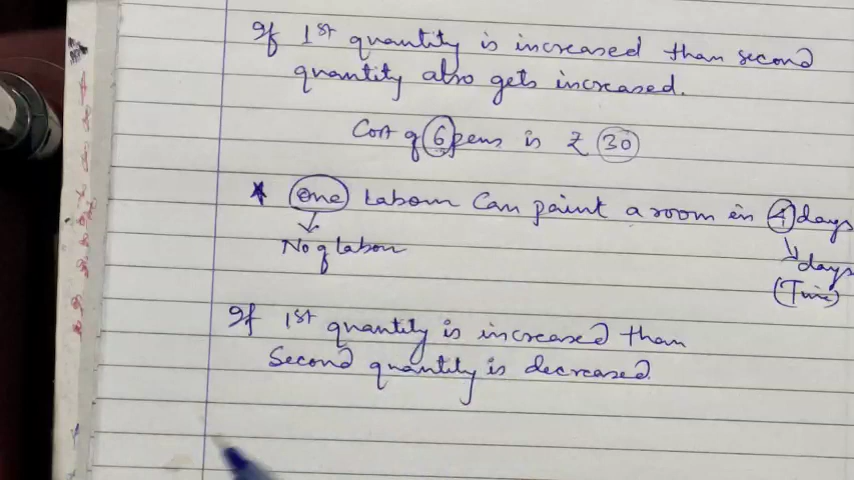 If 1st quantity is increased than second
quantity also gets increased.
Cost of 6 pens is ₹ 30
* one labour can paint a room in 4 days
No of labour
days
(Time)
If 1st quantity is increased than
Second quantity is decreased.